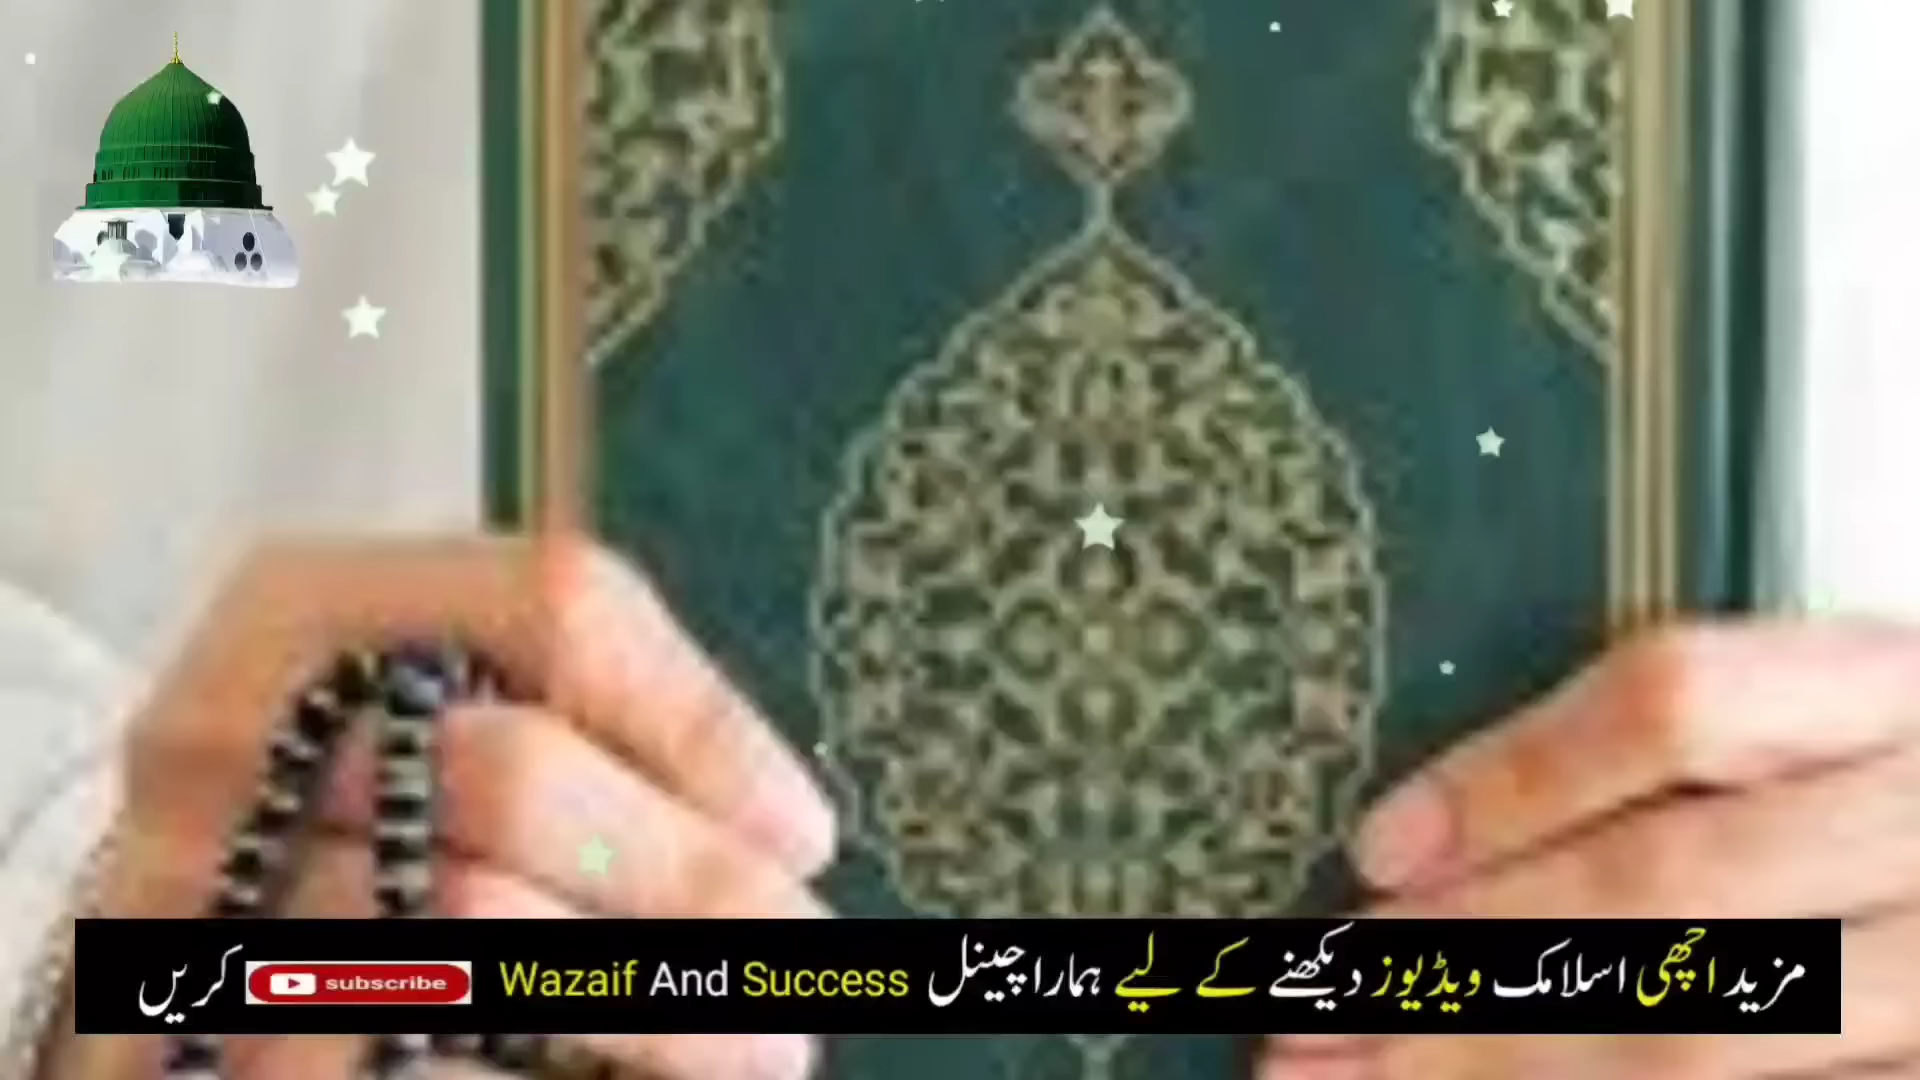 مزید اچھی اسلامک ویڈیوز دیکھنے کے لیے ہمارا چینل Wazaif And Success subscribe کریں